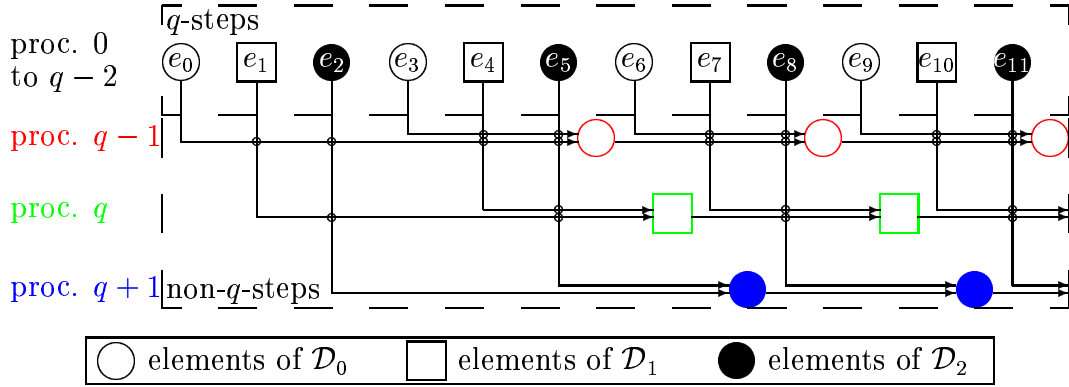 q-steps
proc. 0
to q − 2
e0 e1 e2 e3 e4 e5 e6 e7 e8 e9 e10 e11
proc. q − 1
proc. q
proc. q + 1
non-q-steps
elements of 𝒟0 elements of 𝒟1 elements of 𝒟2